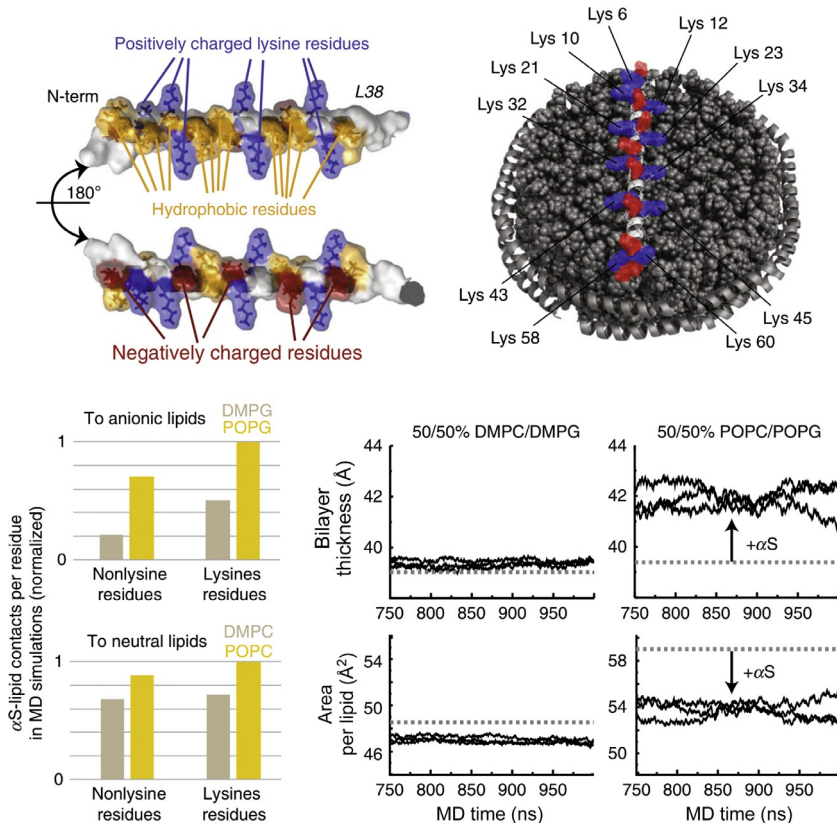 Positively charged lysine residues
N-term
L38
180°
Hydrophobic residues
Negatively charged residues
Lys 6
Lys 12
Lys 10
Lys 23
Lys 21
Lys 34
Lys 32
Lys 43
Lys 45
Lys 58
Lys 60
αS-lipid contacts per residue
in MD simulations (normalized)
To anionic lipids
DMPG
POPG
1
0
Nonlysine
residues
Lysines
residues
To neutral lipids
DMPC
POPC
1
0
Nonlysine
residues
Lysines
residues
50/50% DMPC/DMPG
Bilayer
thickness (Å)
44
42
40
39
750 800 850 900 950
50/50% POPC/POPG
44
42
40
39
+αS
750 800 850 900 950
Area
per lipid (Å²)
56
54
50
48
46
750 800 850 900 950
MD time (ns)
58
54
50
+αS
750 800 850 900 950
MD time (ns)